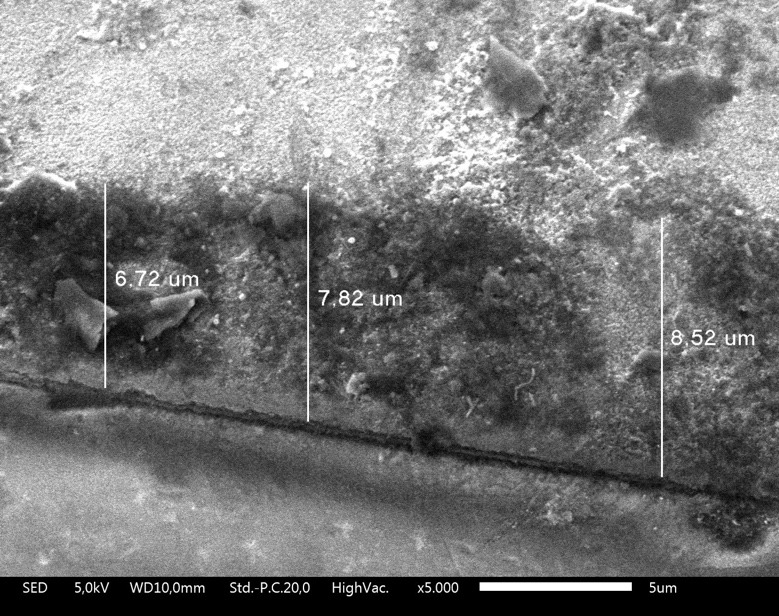 6.72 um
7.82 um
8.52 um
SED 5,0kV WD10,0mm Std.-P.C.20,0 HighVac. x5.000 5um